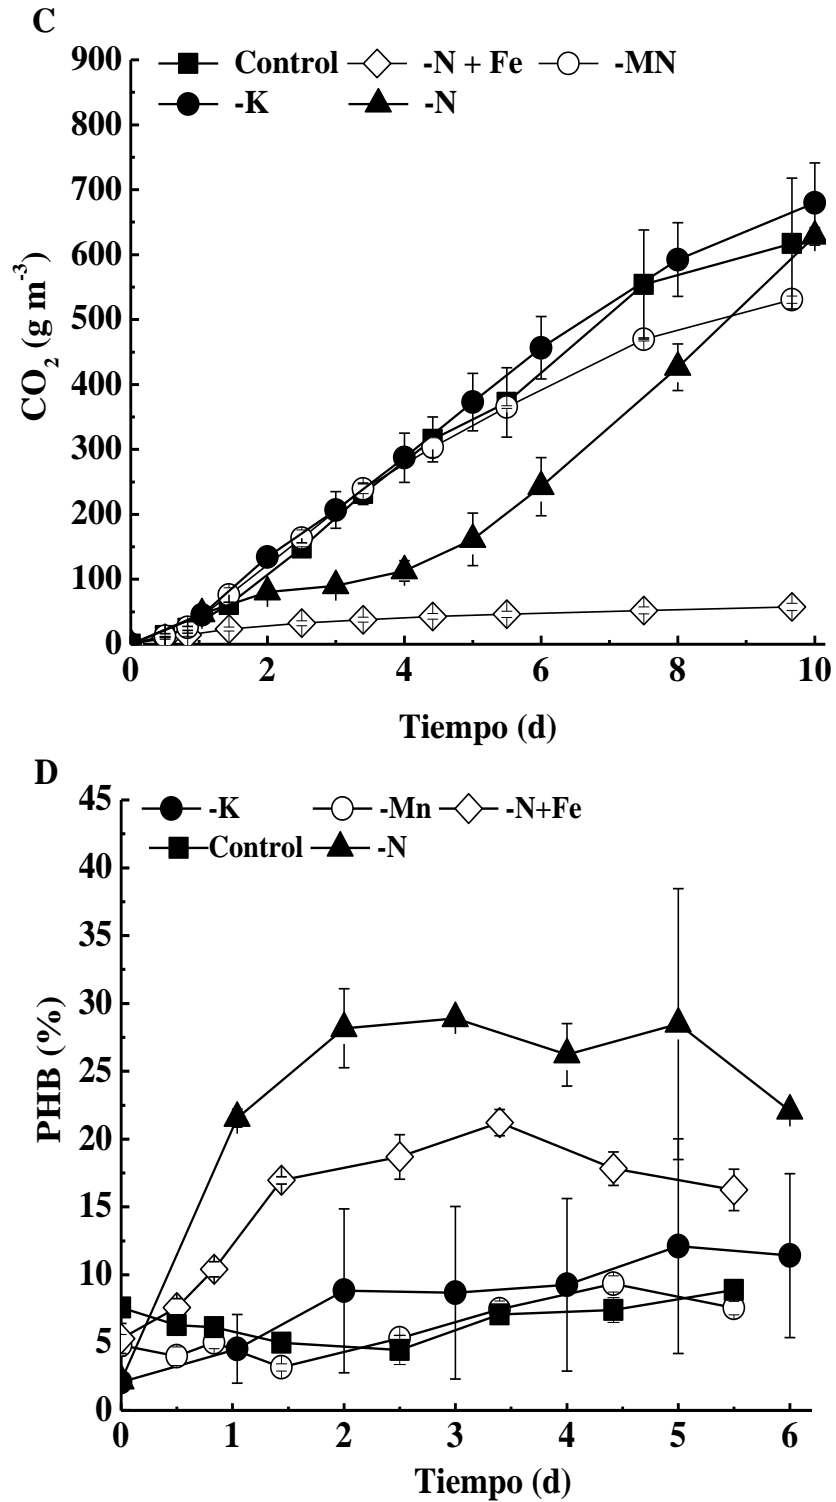 C
Control -N + Fe -MN
-K -N
900
800
700
600
500
400
300
200
100
0
CO2 (g m-3)
0 2 4 6 8 10
Tiempo (d)
D
-K -Mn -N+Fe
Control -N
45
40
35
30
25
20
15
10
5
0
PHB (%)
0 1 2 3 4 5 6
Tiempo (d)